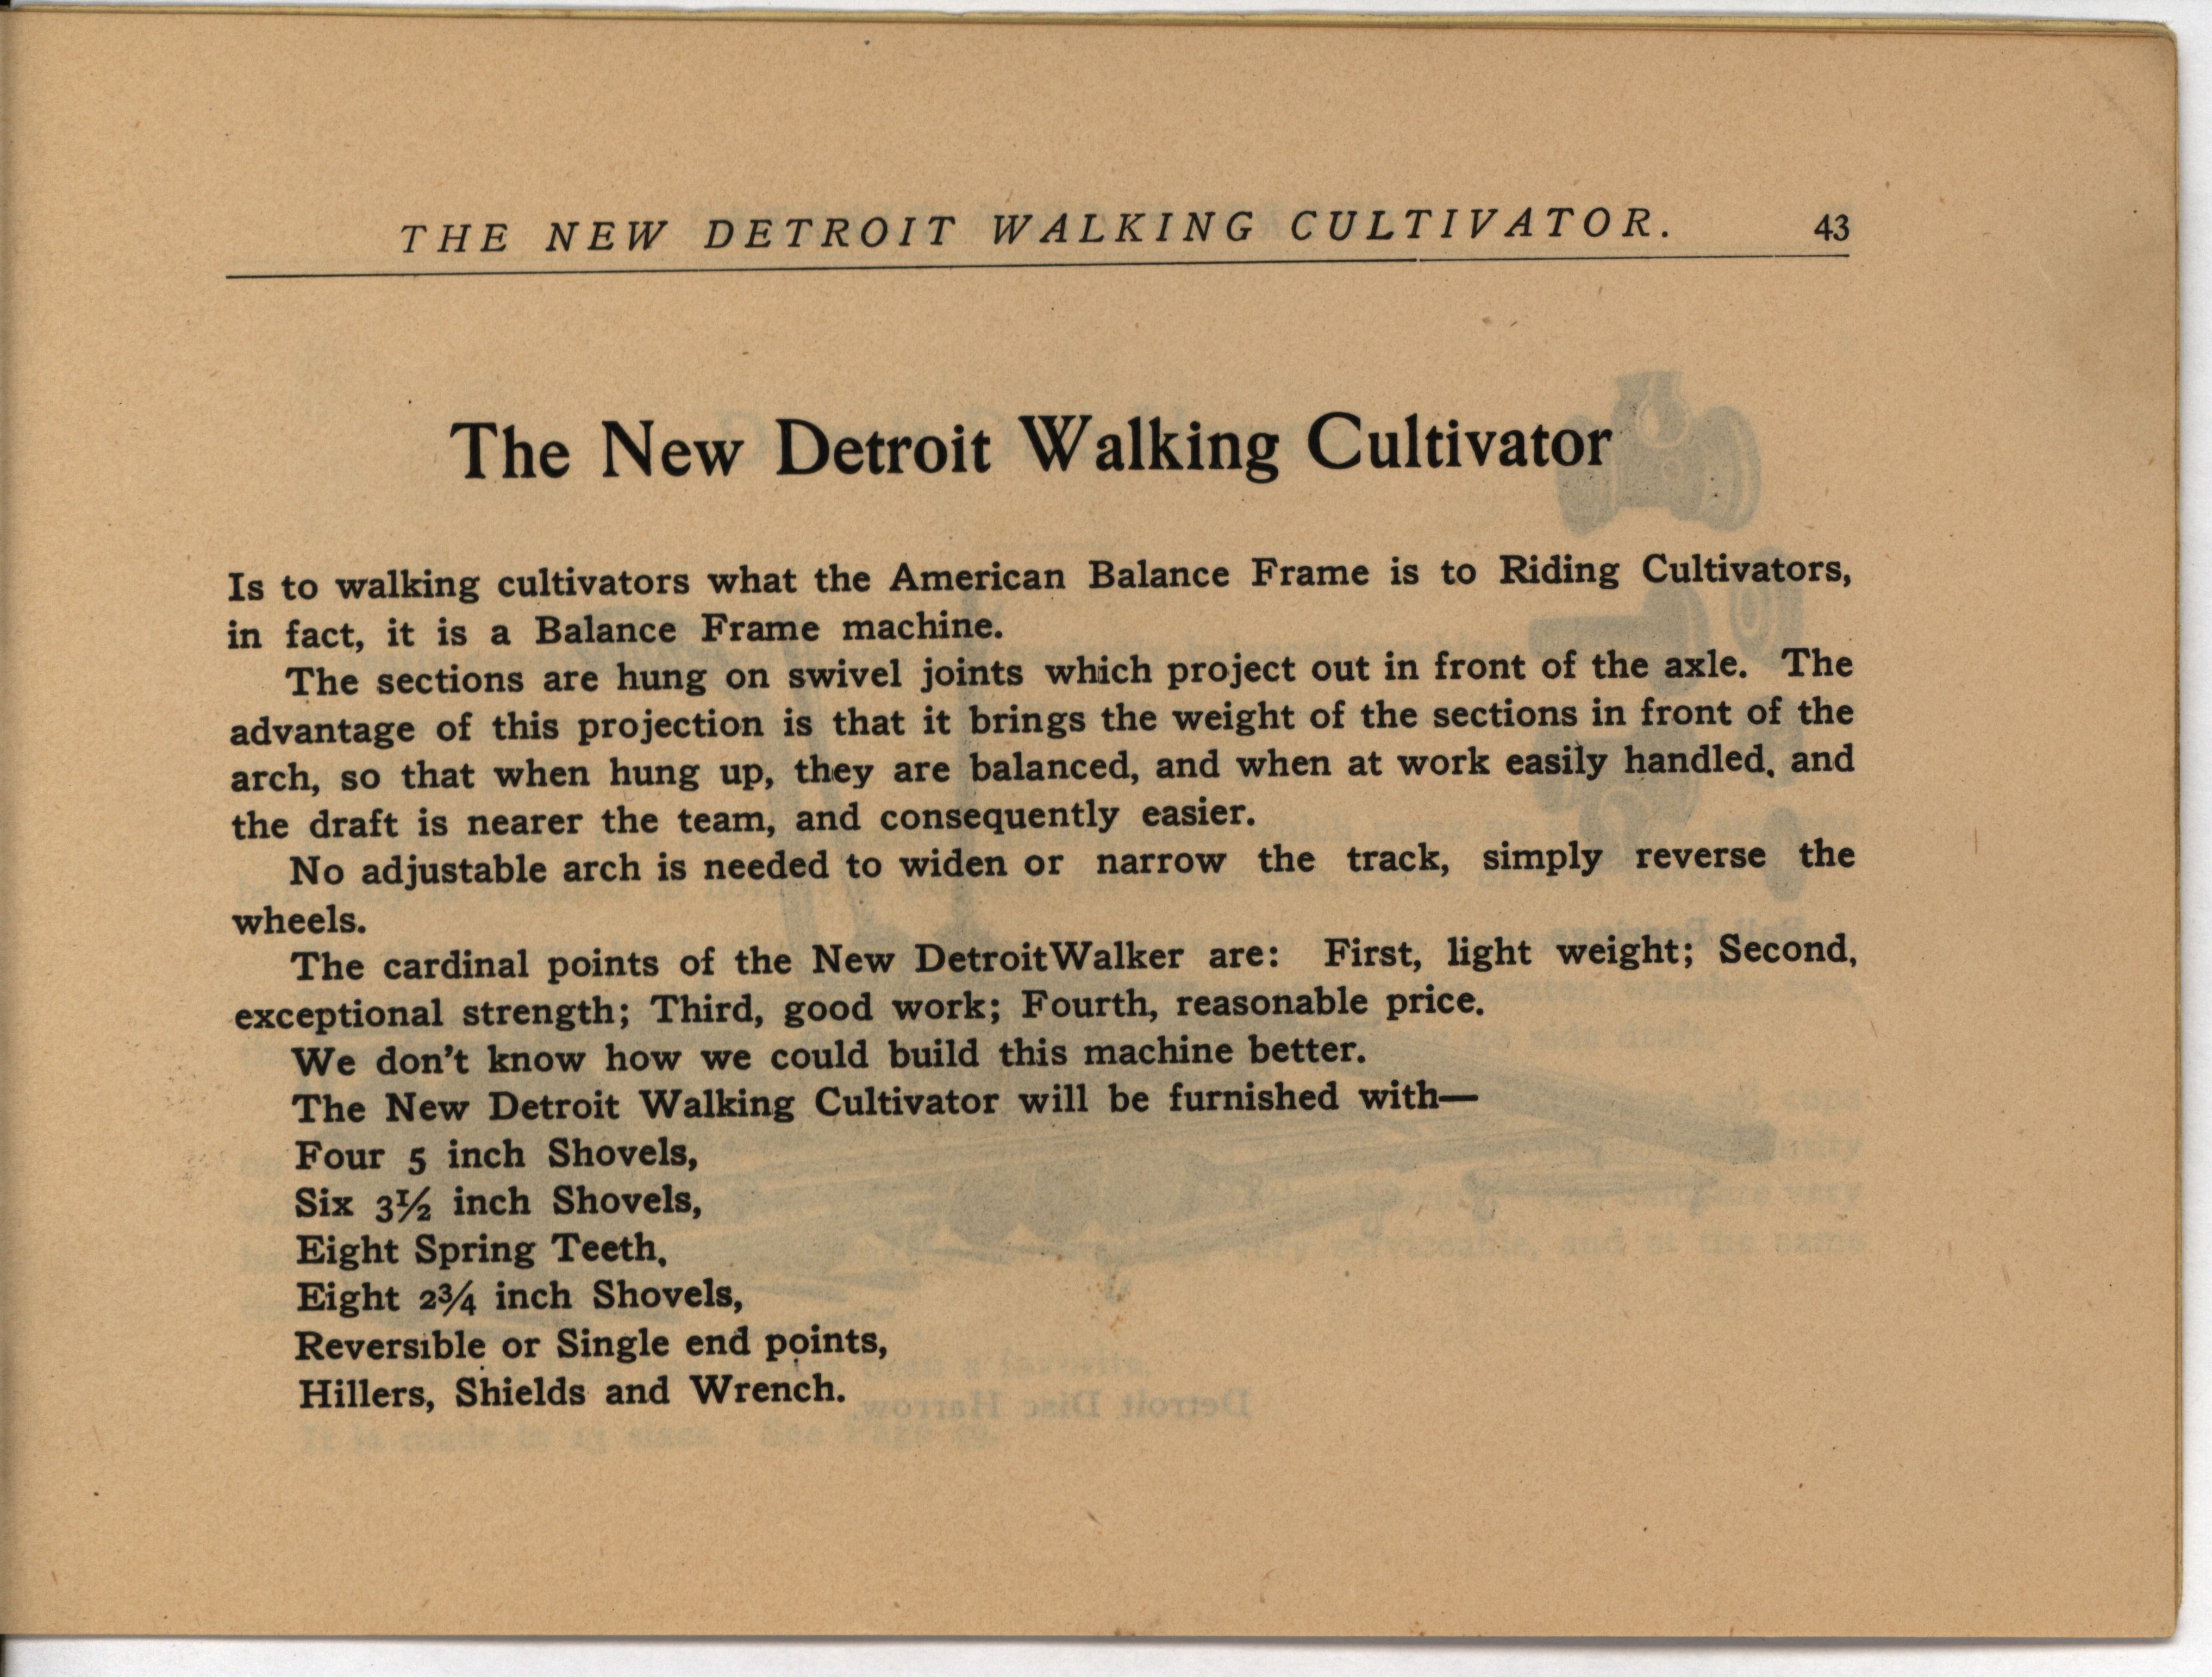 THE NEW DETROIT WALKING CULTIVATOR. 43
The New Detroit Walking Cultivator
Is to walking cultivators what the American Balance Frame is to Riding Cultivators,
in fact, it is a Balance Frame machine.
The sections are hung on swivel joints which project out in front of the axle. The
advantage of this projection is that it brings the weight of the sections in front of the
arch, so that when hung up, they are balanced, and when at work easily handled, and
the draft is nearer the team, and consequently easier.
No adjustable arch is needed to widen or narrow the track, simply reverse the
wheels.
The cardinal points of the New Detroit Walker are: First, light weight; Second,
exceptional strength; Third, good work; Fourth, reasonable price.
We don't know how we could build this machine better.
The New Detroit Walking Cultivator will be furnished with—
Four 5 inch Shovels,
Six 3½ inch Shovels,
Eight Spring Teeth,
Eight 2¾ inch Shovels,
Reversible or Single end points,
Hillers, Shields and Wrench.